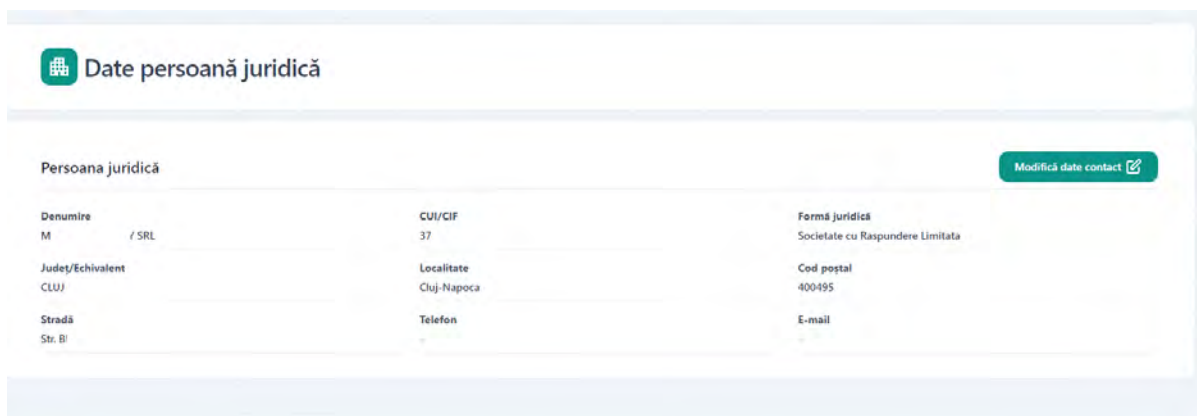 Date persoană juridică
Persoana juridică
Modifică date contact
Denumire CUI/CIF Formă juridică
M / SRL 37 Societate cu Raspundere Limitata
Județ/Echivalent Localitate Cod poștal
CLUJ Cluj-Napoca 400495
Stradă Telefon E-mail
Str. B - -